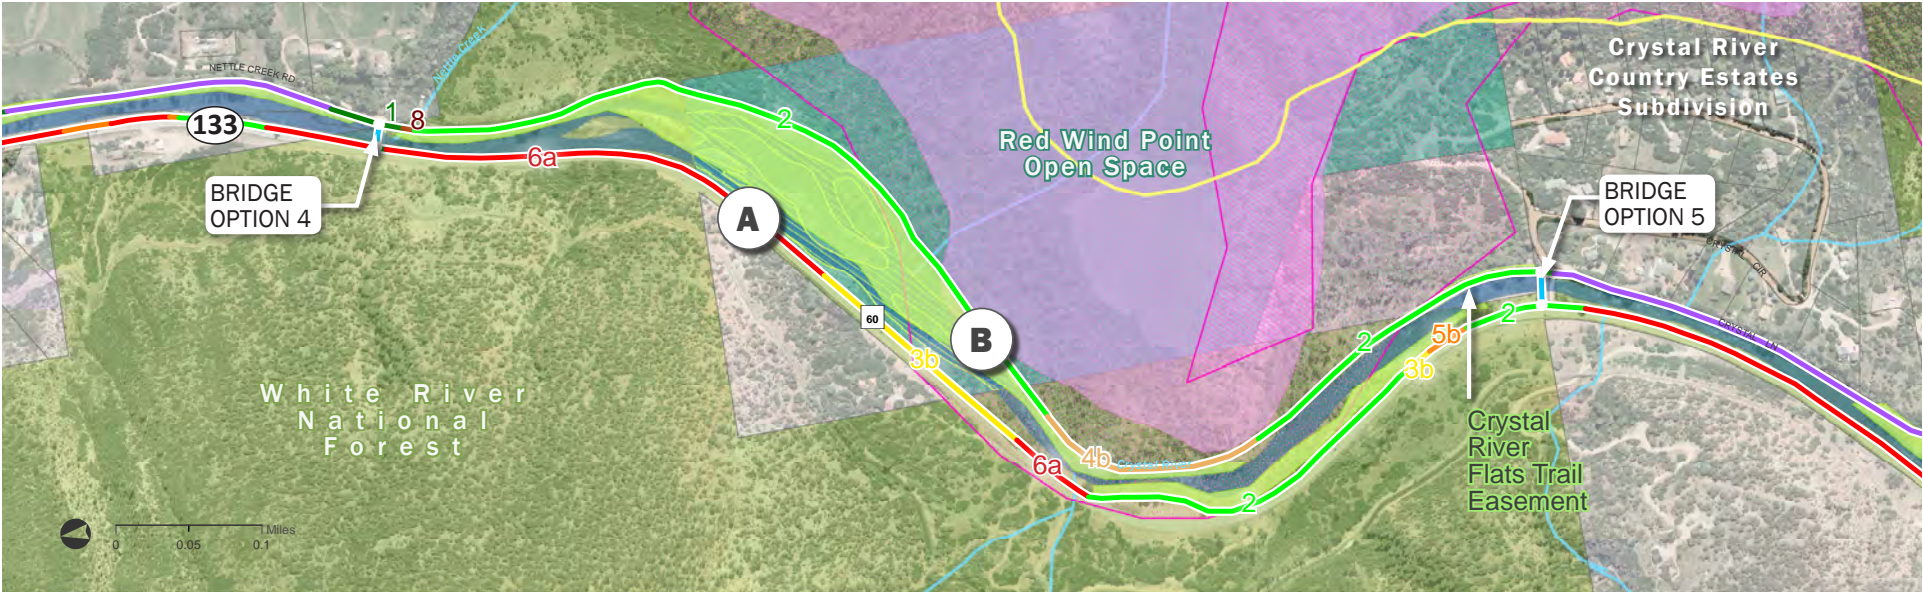 NETTLE CREEK RD
Nettle Creek
133
1
8
6a
2
BRIDGE
OPTION 4
A
Red Wind Point
Open Space
Crystal River
Country Estates
Subdivision
BRIDGE
OPTION 5
CRYSTAL CIR
CRYSTAL LN
60
3b
B
2
5b
3b
2
White River
National
Forest
6a
4b
Crystal River
2
Crystal
River
Flats Trail
Easement
Miles
0 0.05 0.1